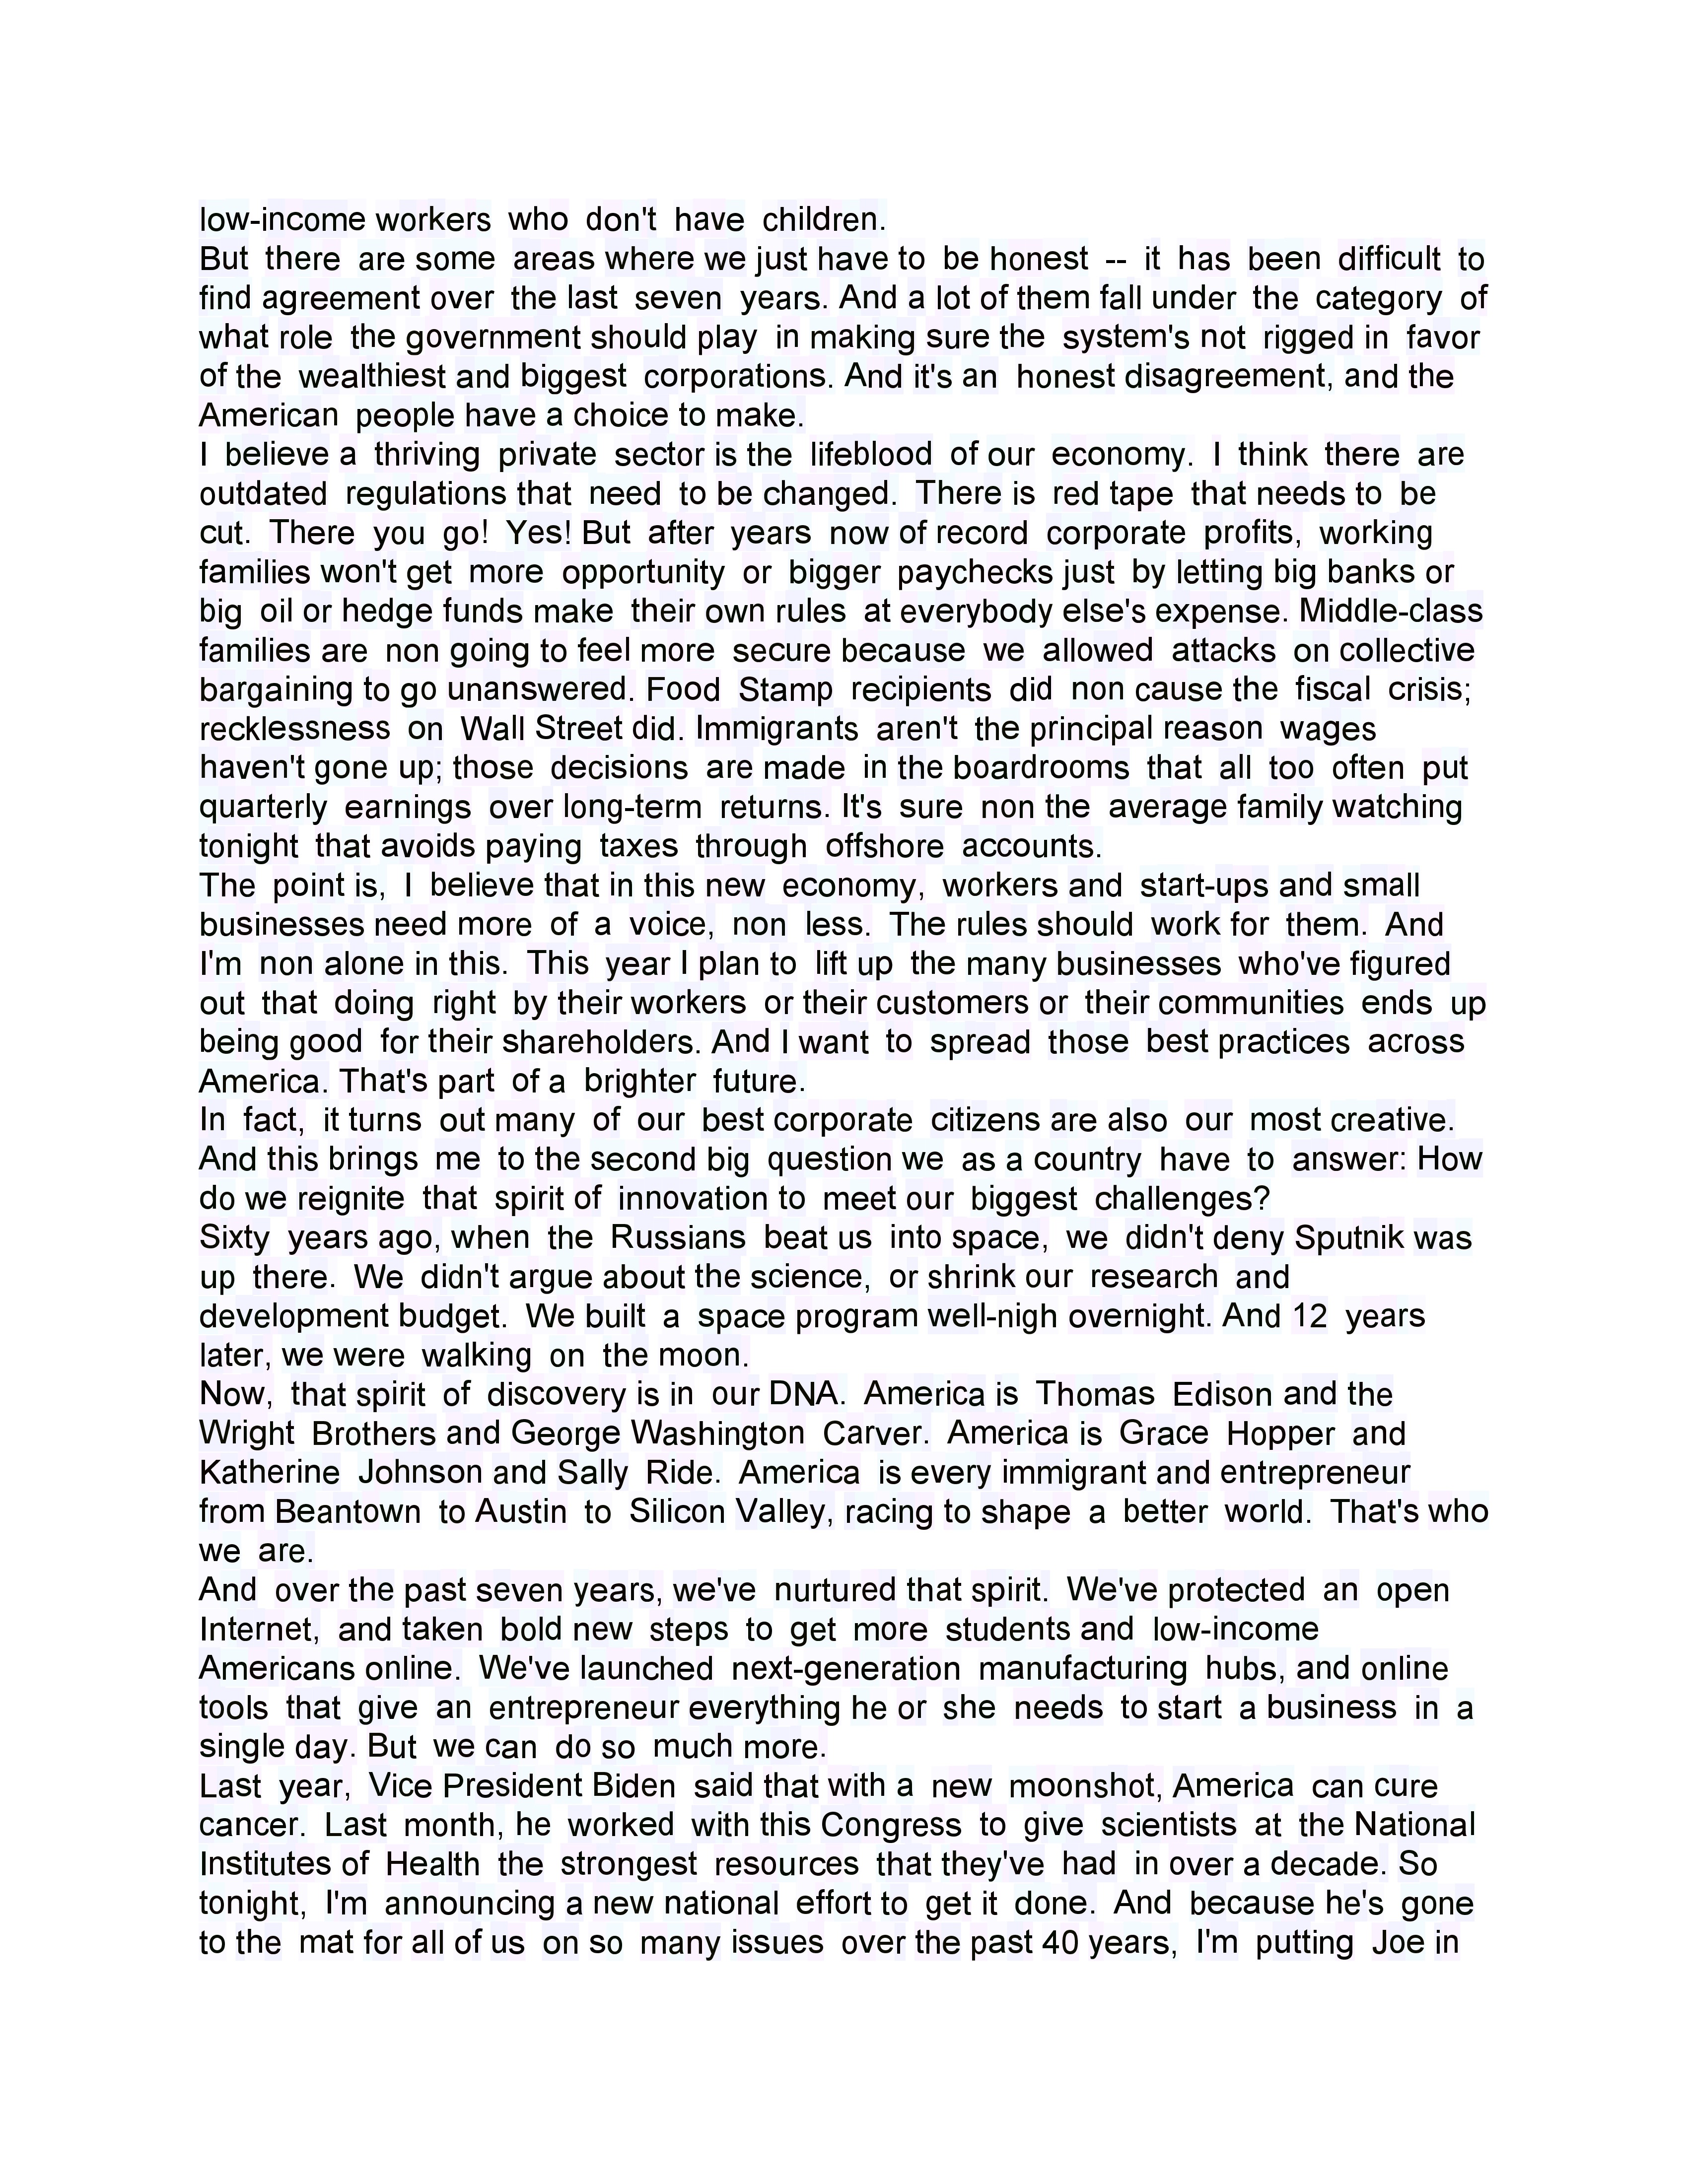 low-income workers who don't have children.
But there are some areas where we just have to be honest -- it has been difficult to
find agreement over the last seven years. And a lot of them fall under the category of
what role the government should play in making sure the system's not rigged in favor
of the wealthiest and biggest corporations. And it's an honest disagreement, and the
American people have a choice to make.
I believe a thriving private sector is the lifeblood of our economy. I think there are
outdated regulations that need to be changed. There is red tape that needs to be
cut. There you go! Yes! But after years now of record corporate profits, working
families won't get more opportunity or bigger paychecks just by letting big banks or
big oil or hedge funds make their own rules at everybody else's expense. Middle-class
families are non going to feel more secure because we allowed attacks on collective
bargaining to go unanswered. Food Stamp recipients did non cause the fiscal crisis;
recklessness on Wall Street did. Immigrants aren't the principal reason wages
haven't gone up; those decisions are made in the boardrooms that all too often put
quarterly earnings over long-term returns. It's sure non the average family watching
tonight that avoids paying taxes through offshore accounts.
The point is, I believe that in this new economy, workers and start-ups and small
businesses need more of a voice, non less. The rules should work for them. And
I'm non alone in this. This year I plan to lift up the many businesses who've figured
out that doing right by their workers or their customers or their communities ends up
being good for their shareholders. And I want to spread those best practices across
America. That's part of a brighter future.
In fact, it turns out many of our best corporate citizens are also our most creative.
And this brings me to the second big question we as a country have to answer: How
do we reignite that spirit of innovation to meet our biggest challenges?
Sixty years ago, when the Russians beat us into space, we didn't deny Sputnik was
up there. We didn't argue about the science, or shrink our research and
development budget. We built a space program well-nigh overnight. And 12 years
later, we were walking on the moon.
Now, that spirit of discovery is in our DNA. America is Thomas Edison and the
Wright Brothers and George Washington Carver. America is Grace Hopper and
Katherine Johnson and Sally Ride. America is every immigrant and entrepreneur
from Beantown to Austin to Silicon Valley, racing to shape a better world. That's who
we are.
And over the past seven years, we've nurtured that spirit. We've protected an open
Internet, and taken bold new steps to get more students and low-income
Americans online. We've launched next-generation manufacturing hubs, and online
tools that give an entrepreneur everything he or she needs to start a business in a
single day. But we can do so much more.
Last year, Vice President Biden said that with a new moonshot, America can cure
cancer. Last month, he worked with this Congress to give scientists at the National
Institutes of Health the strongest resources that they've had in over a decade. So
tonight, I'm announcing a new national effort to get it done. And because he's gone
to the mat for all of us on so many issues over the past 40 years, I'm putting Joe in